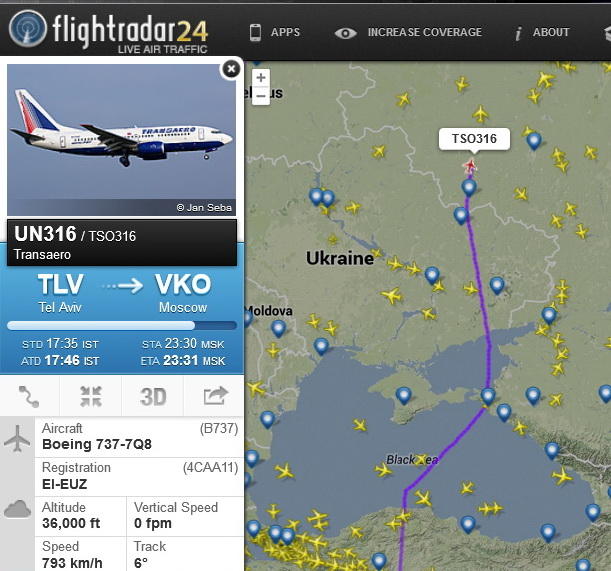 flightradar24
LIVE AIR TRAFFIC
APPS
INCREASE COVERAGE
i
ABOUT
TRANSAERO
© Jan Seba
UN316 / TSO316
Transaero
TLV
VKO
Tel Aviv
Moscow
STD 17:35 IST
STA 23:30 MSK
ATD 17:46 IST
ETA 23:31 MSK
3D
Aircraft
(B737)
Boeing 737-7Q8
Registration
(4CAA11)
EI-EUZ
Altitude
Vertical Speed
36,000 ft
0 fpm
Speed
Track
793 km/h
6°
+
−
elarus
TSO316
Ukraine
Moldova
Black Sea